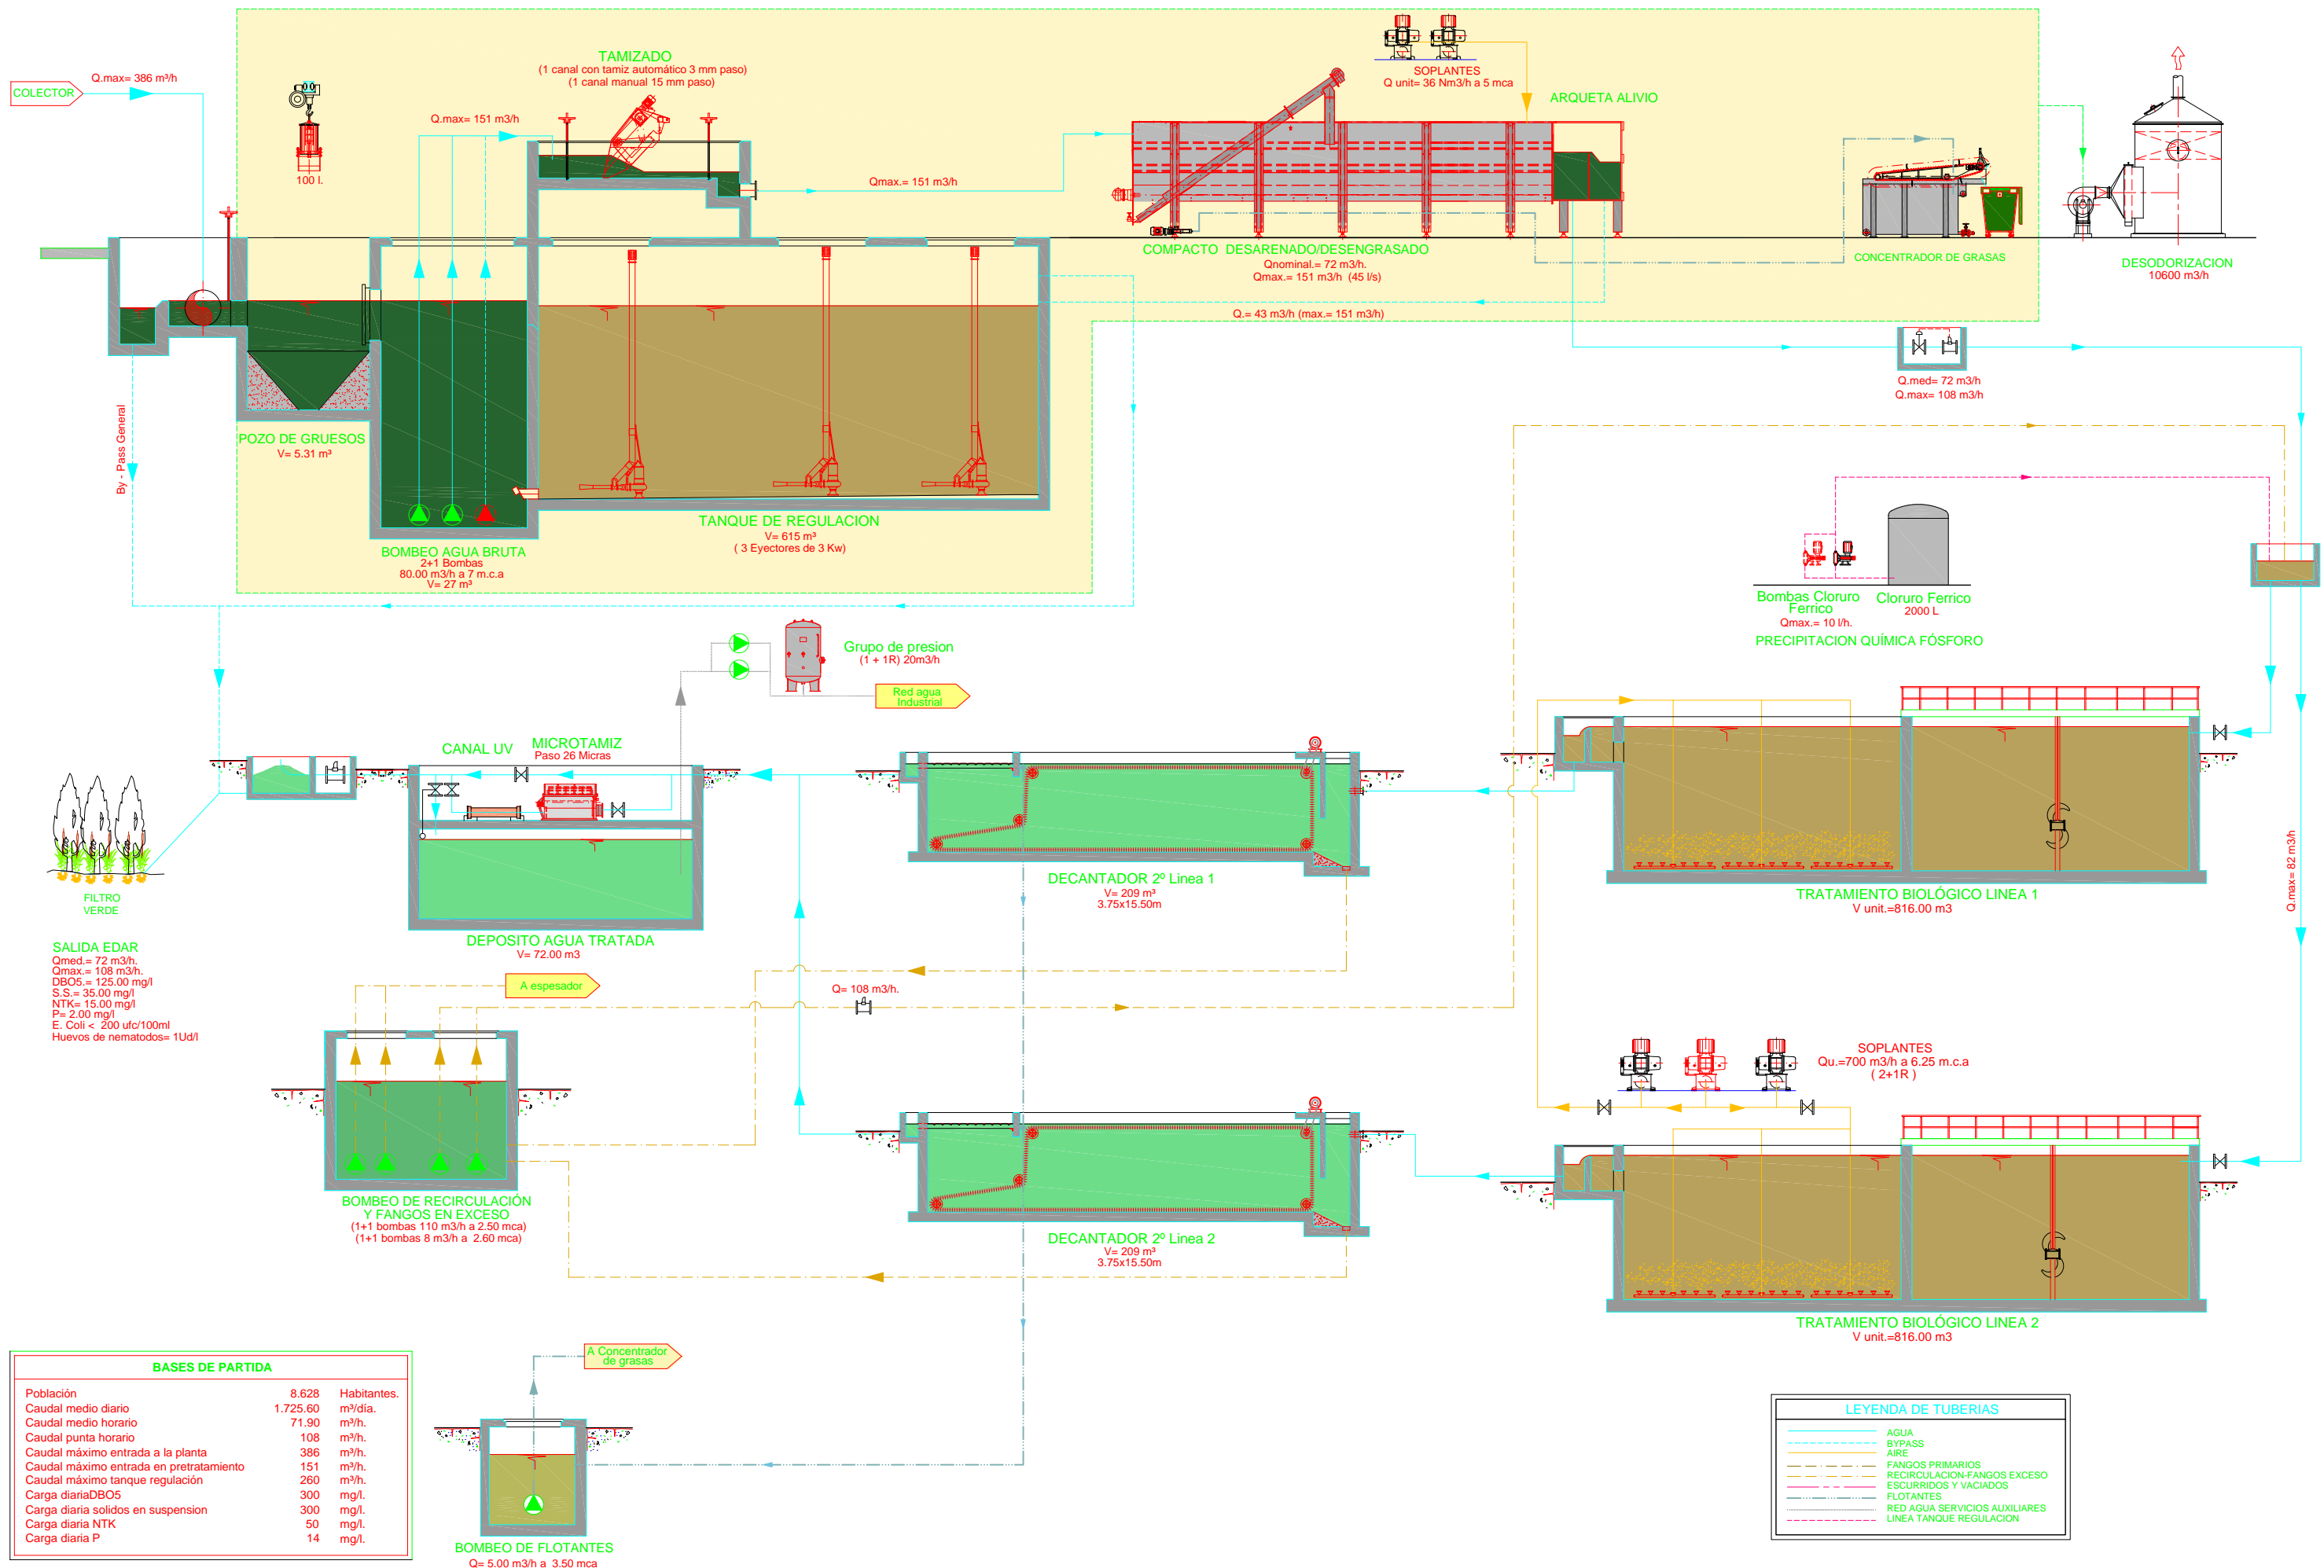 COLECTOR
Q.max= 386 m³/h
100 l.
TAMIZADO
(1 canal con tamiz automático 3 mm paso)
(1 canal manual 15 mm paso)
Q.max= 151 m3/h
Qmax.= 151 m3/h
SOPLANTES
Q unit= 36 Nm3/h a 5 mca
ARQUETA ALIVIO
COMPACTO DESARENADO/DESENGRASADO
Qnominal.= 72 m3/h.
Qmax.= 151 m3/h (45 l/s)
Q.= 43 m3/h (max.= 151 m3/h)
CONCENTRADOR DE GRASAS
DESODORIZACION
10600 m3/h
Q.med= 72 m3/h
Q.max= 108 m3/h
By - Pass General
POZO DE GRUESOS
V= 5.31 m³
BOMBEO AGUA BRUTA
2+1 Bombas
80.00 m3/h a 7 m.c.a
V= 27 m³
TANQUE DE REGULACION
V= 615 m³
( 3 Eyectores de 3 Kw)
Bombas Cloruro
Ferrico
Qmax.= 10 l/h.
Cloruro Ferrico
2000 L
PRECIPITACION QUÍMICA FÓSFORO
Grupo de presion
(1 + 1R) 20m3/h
Red agua
Industrial
CANAL UV
MICROTAMIZ
Paso 26 Micras
FILTRO
VERDE
DEPOSITO AGUA TRATADA
V= 72.00 m3
DECANTADOR 2º Linea 1
V= 209 m³
3.75x15.50m
TRATAMIENTO BIOLÓGICO LINEA 1
V unit.=816.00 m3
Q.max= 82 m3/h
SALIDA EDAR
Qmed.= 72 m3/h.
Qmax.= 108 m3/h.
DBO5.= 125.00 mg/l
S.S.= 35.00 mg/l
NTK= 15.00 mg/l
P= 2.00 mg/l
E. Coli < 200 ufc/100ml
Huevos de nematodos= 1Ud/l
A espesador
Q= 108 m3/h.
BOMBEO DE RECIRCULACIÓN
Y FANGOS EN EXCESO
(1+1 bombas 110 m3/h a 2.50 mca)
(1+1 bombas 8 m3/h a 2.60 mca)
DECANTADOR 2º Linea 2
V= 209 m³
3.75x15.50m
SOPLANTES
Qu.=700 m3/h a 6.25 m.c.a
( 2+1R )
TRATAMIENTO BIOLÓGICO LINEA 2
V unit.=816.00 m3
A Concentrador
de grasas
BOMBEO DE FLOTANTES
Q= 5.00 m3/h a 3.50 mca
BASES DE PARTIDA
Población 8.628 Habitantes.
Caudal medio diario 1.725.60 m³/día.
Caudal medio horario 71.90 m³/h.
Caudal punta horario 108 m³/h.
Caudal máximo entrada a la planta 386 m³/h.
Caudal máximo entrada en pretratamiento 151 m³/h.
Caudal máximo tanque regulación 260 m³/h.
Carga diariaDBO5 300 mg/l.
Carga diaria solidos en suspension 300 mg/l.
Carga diaria NTK 50 mg/l.
Carga diaria P 14 mg/l.
LEYENDA DE TUBERIAS
AGUA
BYPASS
AIRE
FANGOS PRIMARIOS
RECIRCULACION-FANGOS EXCESO
ESCURRIDOS Y VACIADOS
FLOTANTES
RED AGUA SERVICIOS AUXILIARES
LINEA TANQUE REGULACION